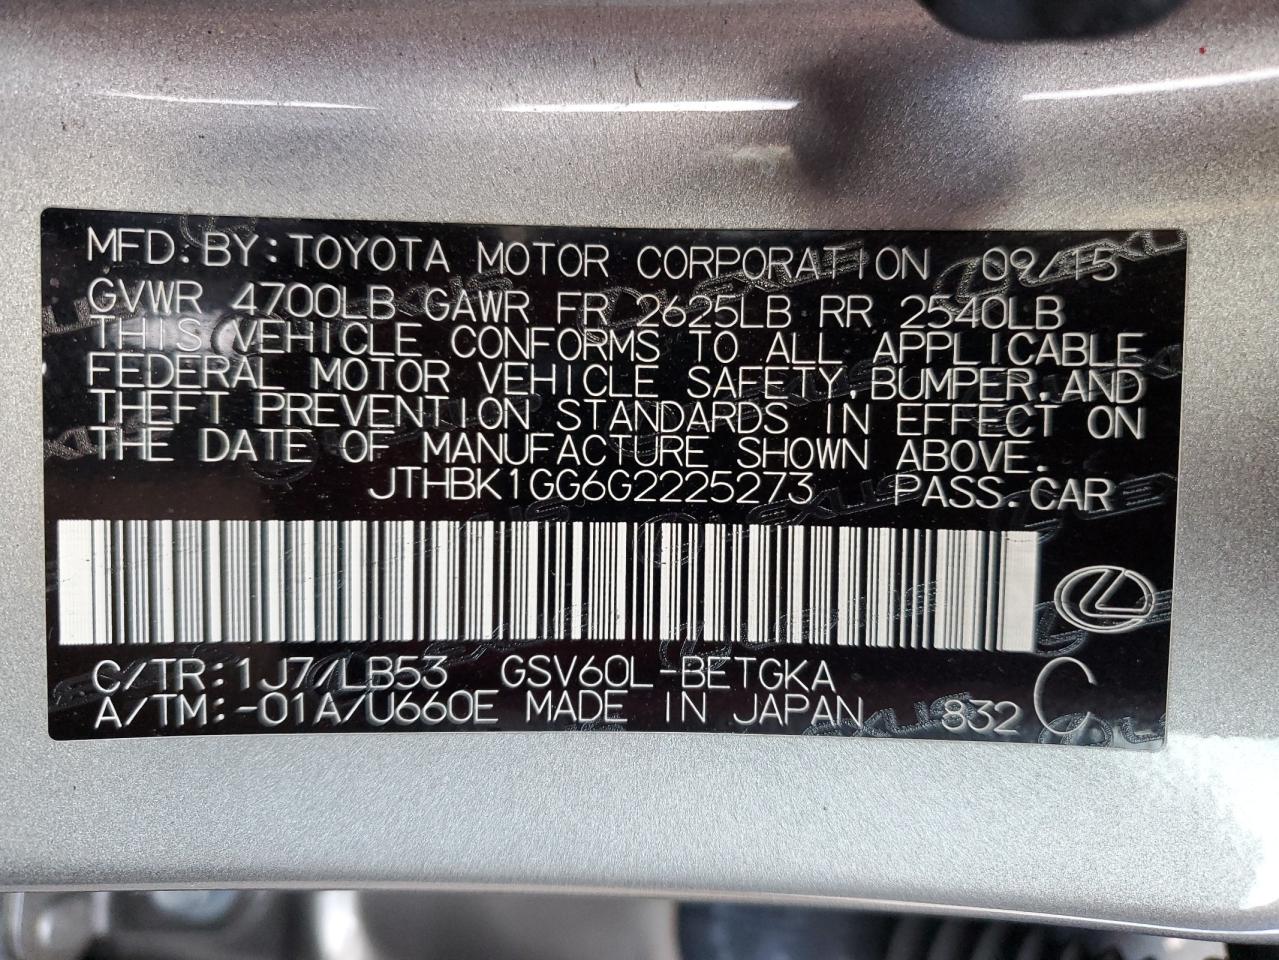 MFD. BY: TOYOTA MOTOR CORPORATION 09/15
GVWR 4700LB GAWR FR 2625LB RR 2540LB
THIS VEHICLE CONFORMS TO ALL APPLICABLE
FEDERAL MOTOR VEHICLE SAFETY, BUMPER, AND
THEFT PREVENTION STANDARDS IN EFFECT ON
THE DATE OF MANUFACTURE SHOWN ABOVE.
JTHBK1GG6G2225273 PASS. CAR
C/TR: 1J7/LB53 GSV60L-BETGKA
A/TM: -01A/U660E MADE IN JAPAN 832 C